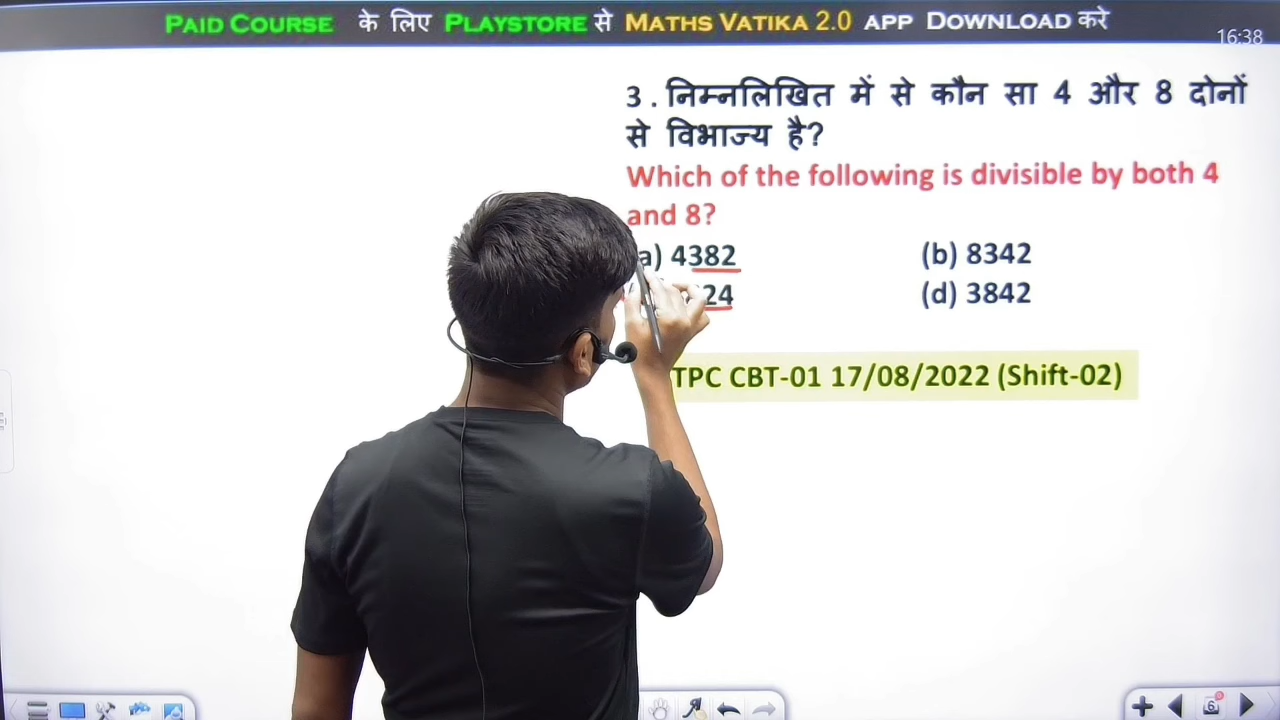 PAID COURSE के लिए PLAYSTORE से MATHS VATIKA 2.0 APP DOWNLOAD करे
16:38
3 . निम्नलिखित में से कौन सा 4 और 8 दोनों
से विभाज्य है?
Which of the following is divisible by both 4
and 8?
a) 4382 (b) 8342
24 (d) 3842
TPC CBT-01 17/08/2022 (Shift-02)